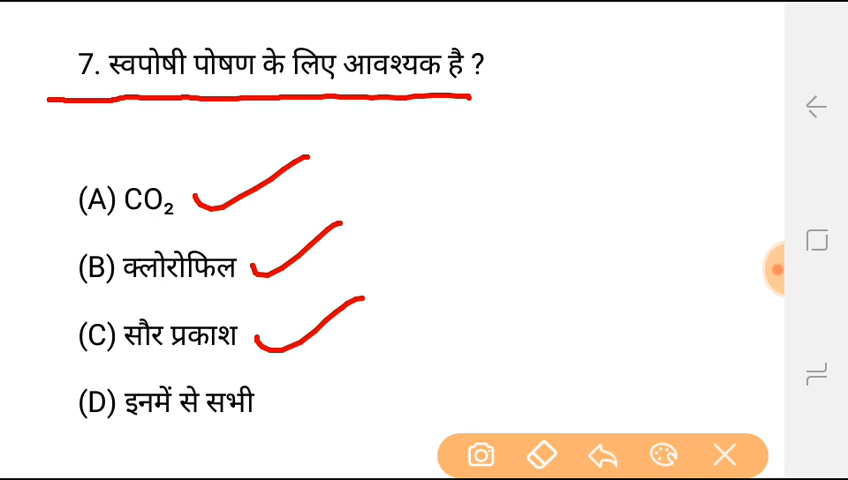 7. स्वपोषी पोषण के लिए आवश्यक है ?
(A) CO₂
(B) क्लोरोफिल
(C) सौर प्रकाश
(D) इनमें से सभी